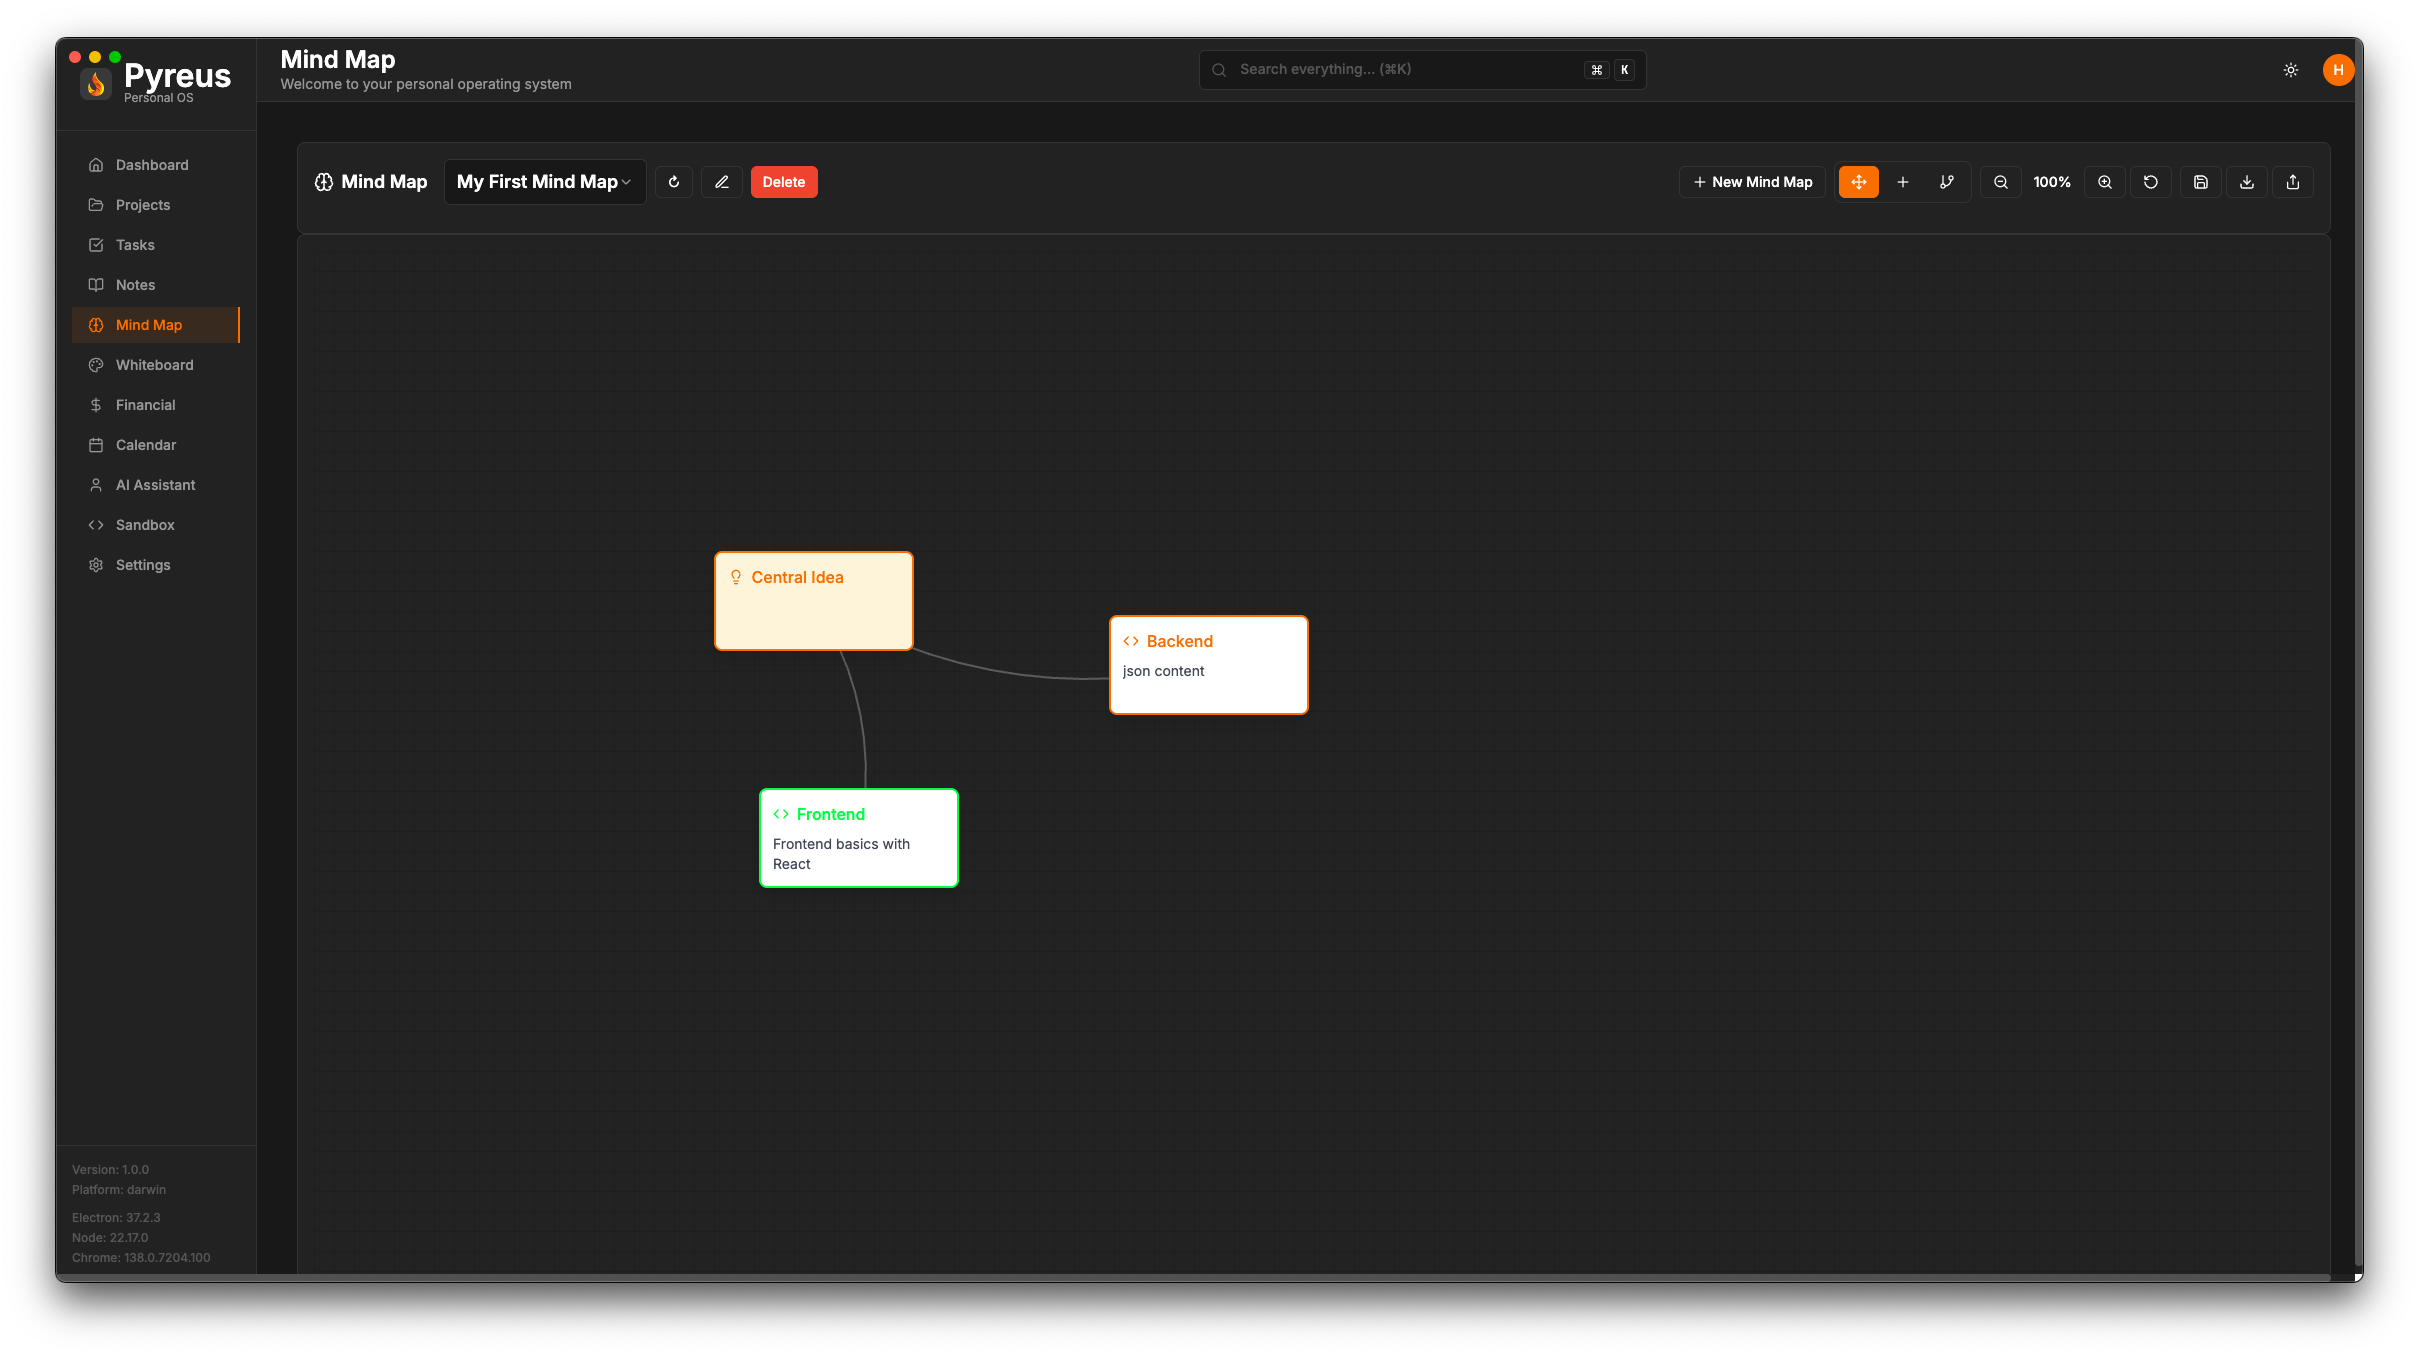 Pyreus
Personal OS
Mind Map
Welcome to your personal operating system
Search everything... (⌘K)
⌘ K
H
Dashboard
Projects
Tasks
Notes
Mind Map
Whiteboard
Financial
Calendar
AI Assistant
Sandbox
Settings
Mind Map
My First Mind Map
Delete
New Mind Map
100%
Central Idea
Backend
json content
Frontend
Frontend basics with
React
Version: 1.0.0
Platform: darwin
Electron: 37.2.3
Node: 22.17.0
Chrome: 138.0.7204.100